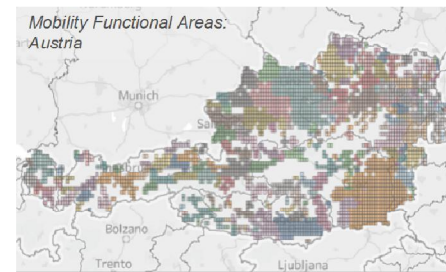 Mobility Functional Areas:
Austria
Munich
Bolzano
Trento
Ljubljana